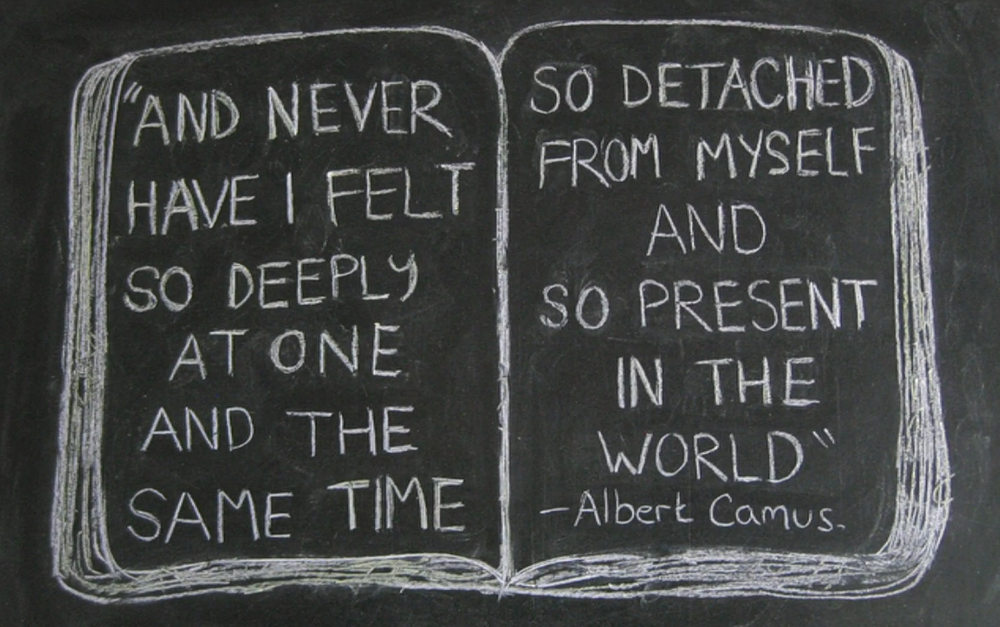 "AND NEVER
HAVE I FELT
SO DEEPLY
AT ONE
AND THE
SAME TIME
SO DETACHED
FROM MYSELF
AND
SO PRESENT
IN THE
WORLD"
-Albert Camus.